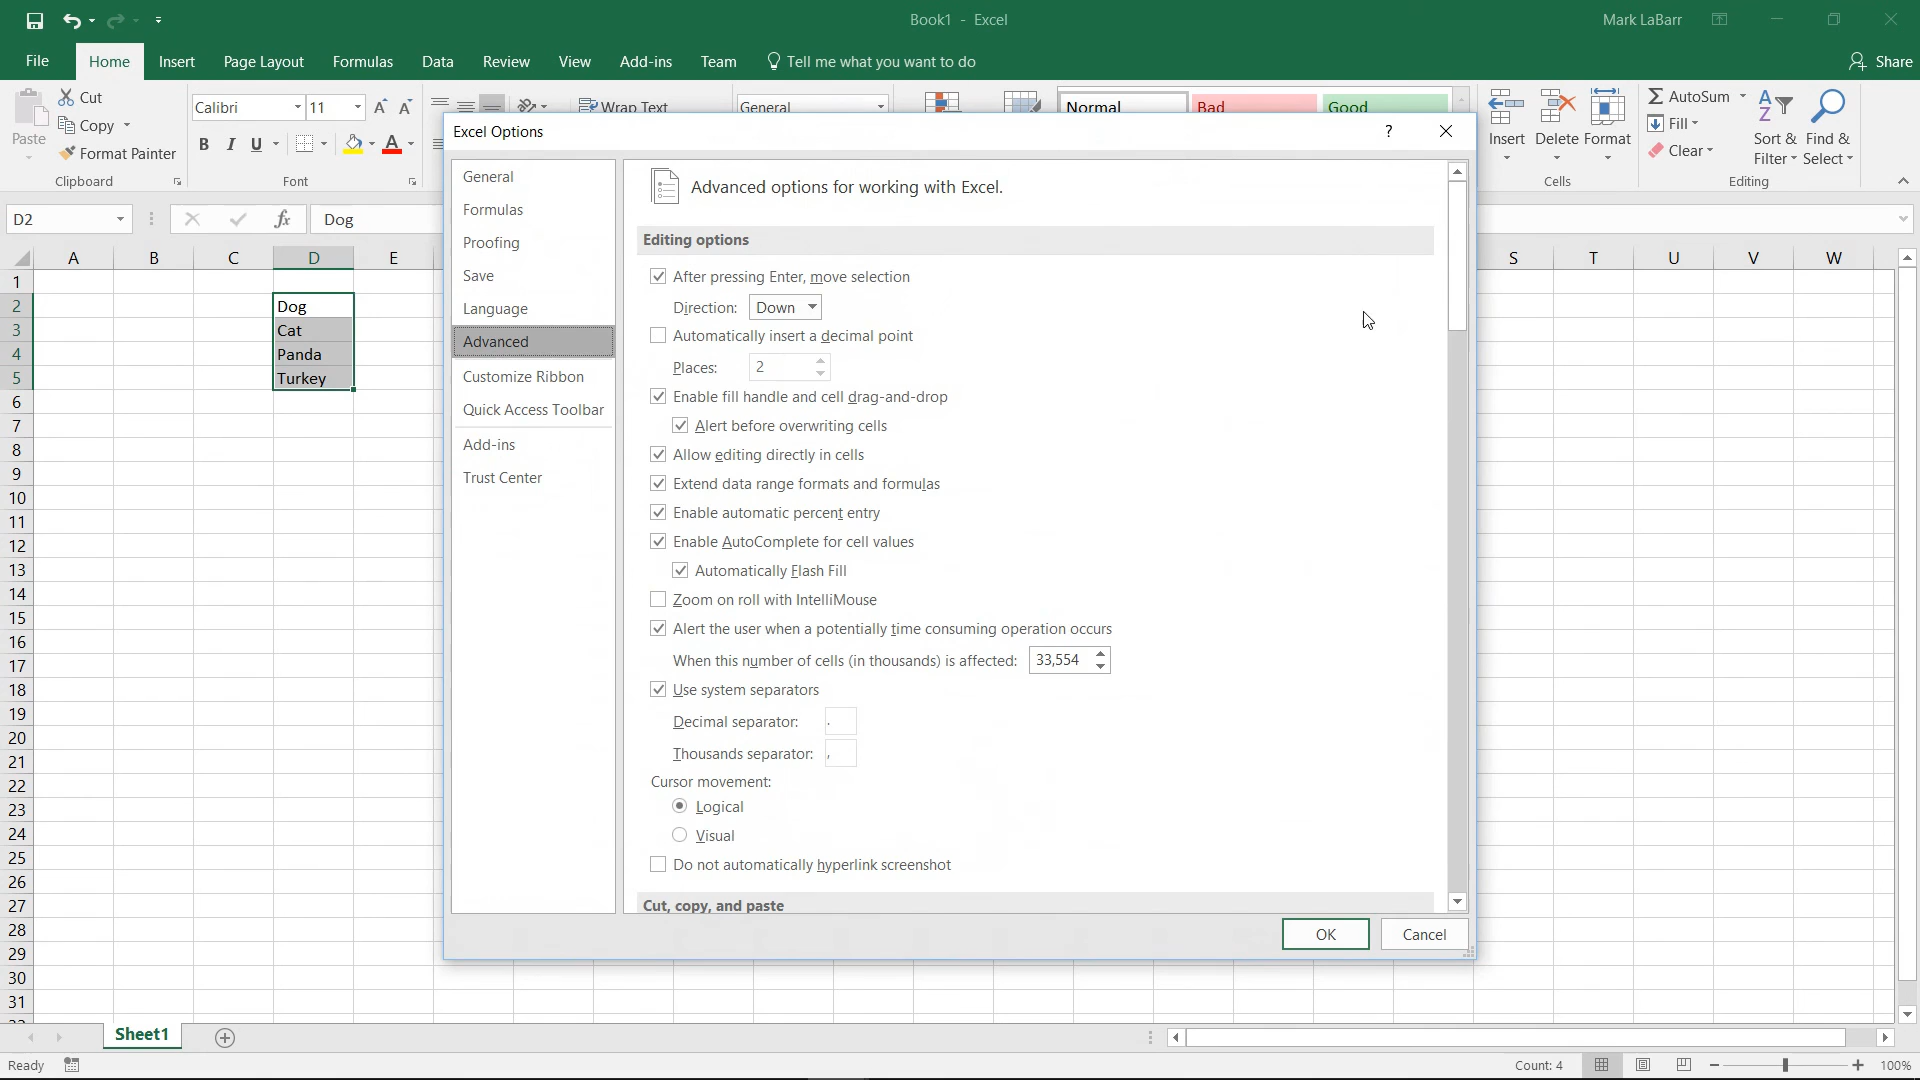 Book1 - Excel
Mark LaBarr
File Home Insert Page Layout Formulas Data Review View Add-ins Team Tell me what you want to do Share
Paste
Cut
Copy
Format Painter
Clipboard
Calibri 11
B I U
Font
Wrap Text
General
Normal Bad Good
Insert Delete Format
Cells
AutoSum
Fill
Clear
Sort & Filter
Find & Select
Editing
D2 fx Dog
A B C D E S T U V W
1
2 Dog
3 Cat
4 Panda
5 Turkey
6
7
8
9
10
11
12
13
14
15
16
17
18
19
20
21
22
23
24
25
26
27
28
29
30
31
Excel Options ?
General
Formulas
Proofing
Save
Language
Advanced
Customize Ribbon
Quick Access Toolbar
Add-ins
Trust Center
Advanced options for working with Excel.
Editing options
After pressing Enter, move selection
Direction: Down
Automatically insert a decimal point
Places: 2
Enable fill handle and cell drag-and-drop
Alert before overwriting cells
Allow editing directly in cells
Extend data range formats and formulas
Enable automatic percent entry
Enable AutoComplete for cell values
Automatically Flash Fill
Zoom on roll with IntelliMouse
Alert the user when a potentially time consuming operation occurs
When this number of cells (in thousands) is affected: 33,554
Use system separators
Decimal separator: .
Thousands separator: ,
Cursor movement:
Logical
Visual
Do not automatically hyperlink screenshot
Cut, copy, and paste
OK Cancel
Sheet1
Ready
Count: 4
100%